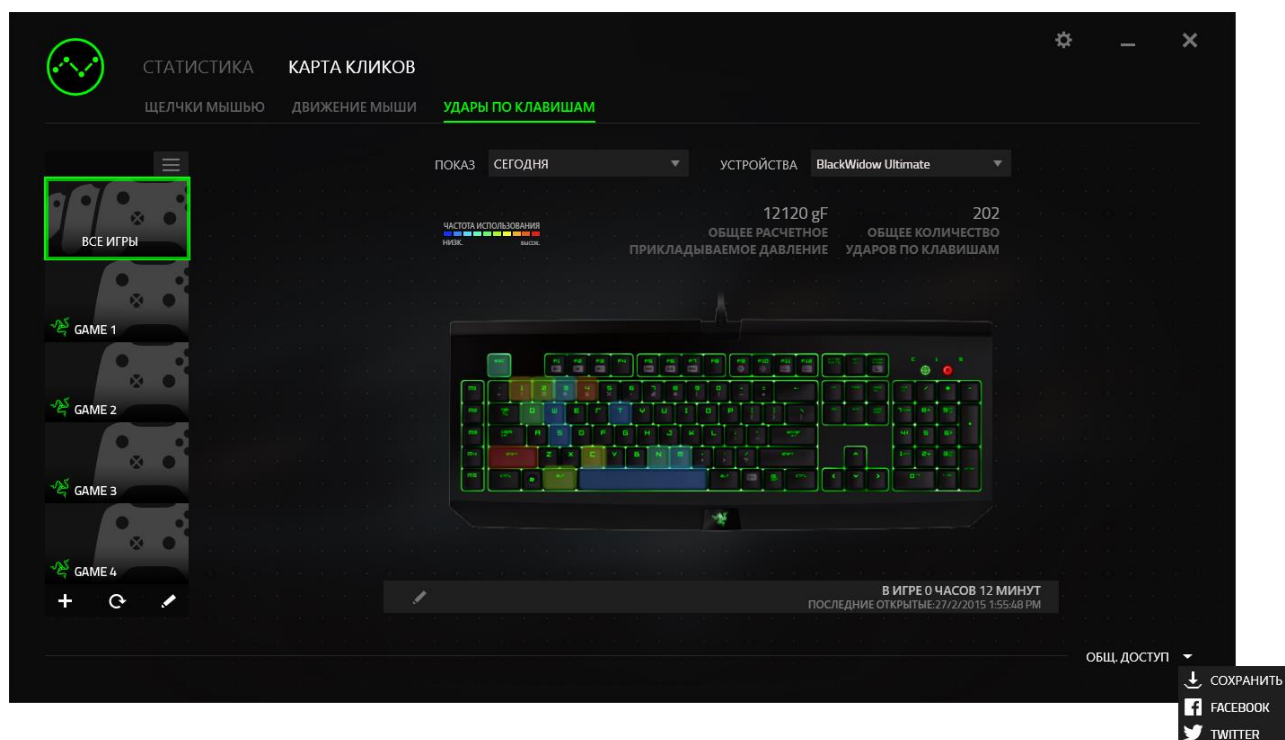 СТАТИСТИКА КАРТА КЛИКОВ
ЩЕЛЧКИ МЫШЬЮ ДВИЖЕНИЕ МЫШИ УДАРЫ ПО КЛАВИШАМ
ПОКАЗ СЕГОДНЯ УСТРОЙСТВА BlackWidow Ultimate
ВСЕ ИГРЫ
GAME 1
GAME 2
GAME 3
GAME 4
ЧАСТОТА ИСПОЛЬЗОВАНИЯ
НИЗК. ВЫСОК.
12120 gF
ОБЩЕЕ РАСЧЕТНОЕ
ПРИКЛАДЫВАЕМОЕ ДАВЛЕНИЕ
202
ОБЩЕЕ КОЛИЧЕСТВО
УДАРОВ ПО КЛАВИШАМ
В ИГРЕ 0 ЧАСОВ 12 МИНУТ
ПОСЛЕДНИЕ ОТКРЫТЫЕ:27/2/2015 1:55:48 PM
ОБЩ. ДОСТУП
СОХРАНИТЬ
FACEBOOK
TWITTER